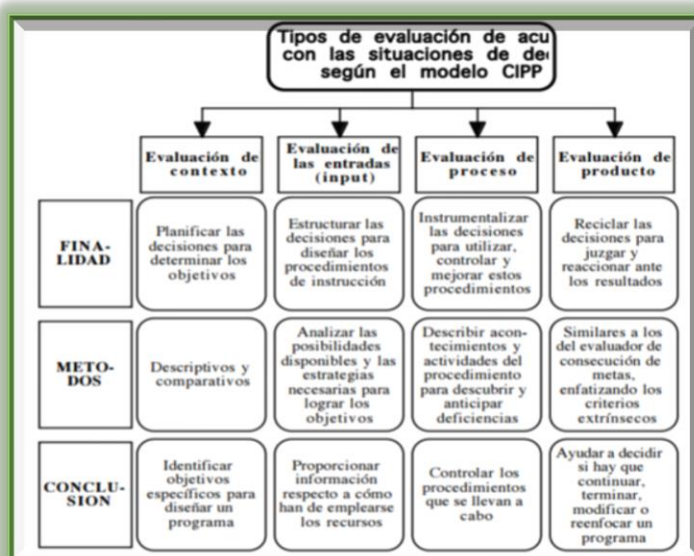 Tipos de evaluación de acu
con las situaciones de de
según el modelo CIPP
Evaluación de
contexto
Evaluación de
las entradas
(input)
Evaluación de
proceso
Evaluación de
producto
FINA-
LIDAD
Planificar las
decisiones para
determinar los
objetivos
Estructurar las
decisiones para
diseñar los
procedimientos
de instrucción
Instrumentalizar
las decisiones
para utilizar,
controlar y
mejorar estos
procedimientos
Reciclar las
decisiones para
juzgar y
reaccionar ante
los resultados
METO-
DOS
Descriptivos y
comparativos
Analizar las
posibilidades
disponibles y las
estrategias
necesarias para
lograr los
objetivos
Describir acon-
tecimientos y
actividades del
procedimiento
para descubrir y
anticipar
deficiencias
Similares a los
del evaluador de
consecución de
metas,
enfatizando los
criterios
extrínsecos
CONCLU-
SION
Identificar
objetivos
específicos para
diseñar un
programa
Proporcionar
información
respecto a cómo
han de emplearse
los recursos
Controlar los
procedimientos
que se llevan a
cabo
Ayudar a decidir
si hay que
continuar,
terminar,
modificar o
reenfocar un
programa